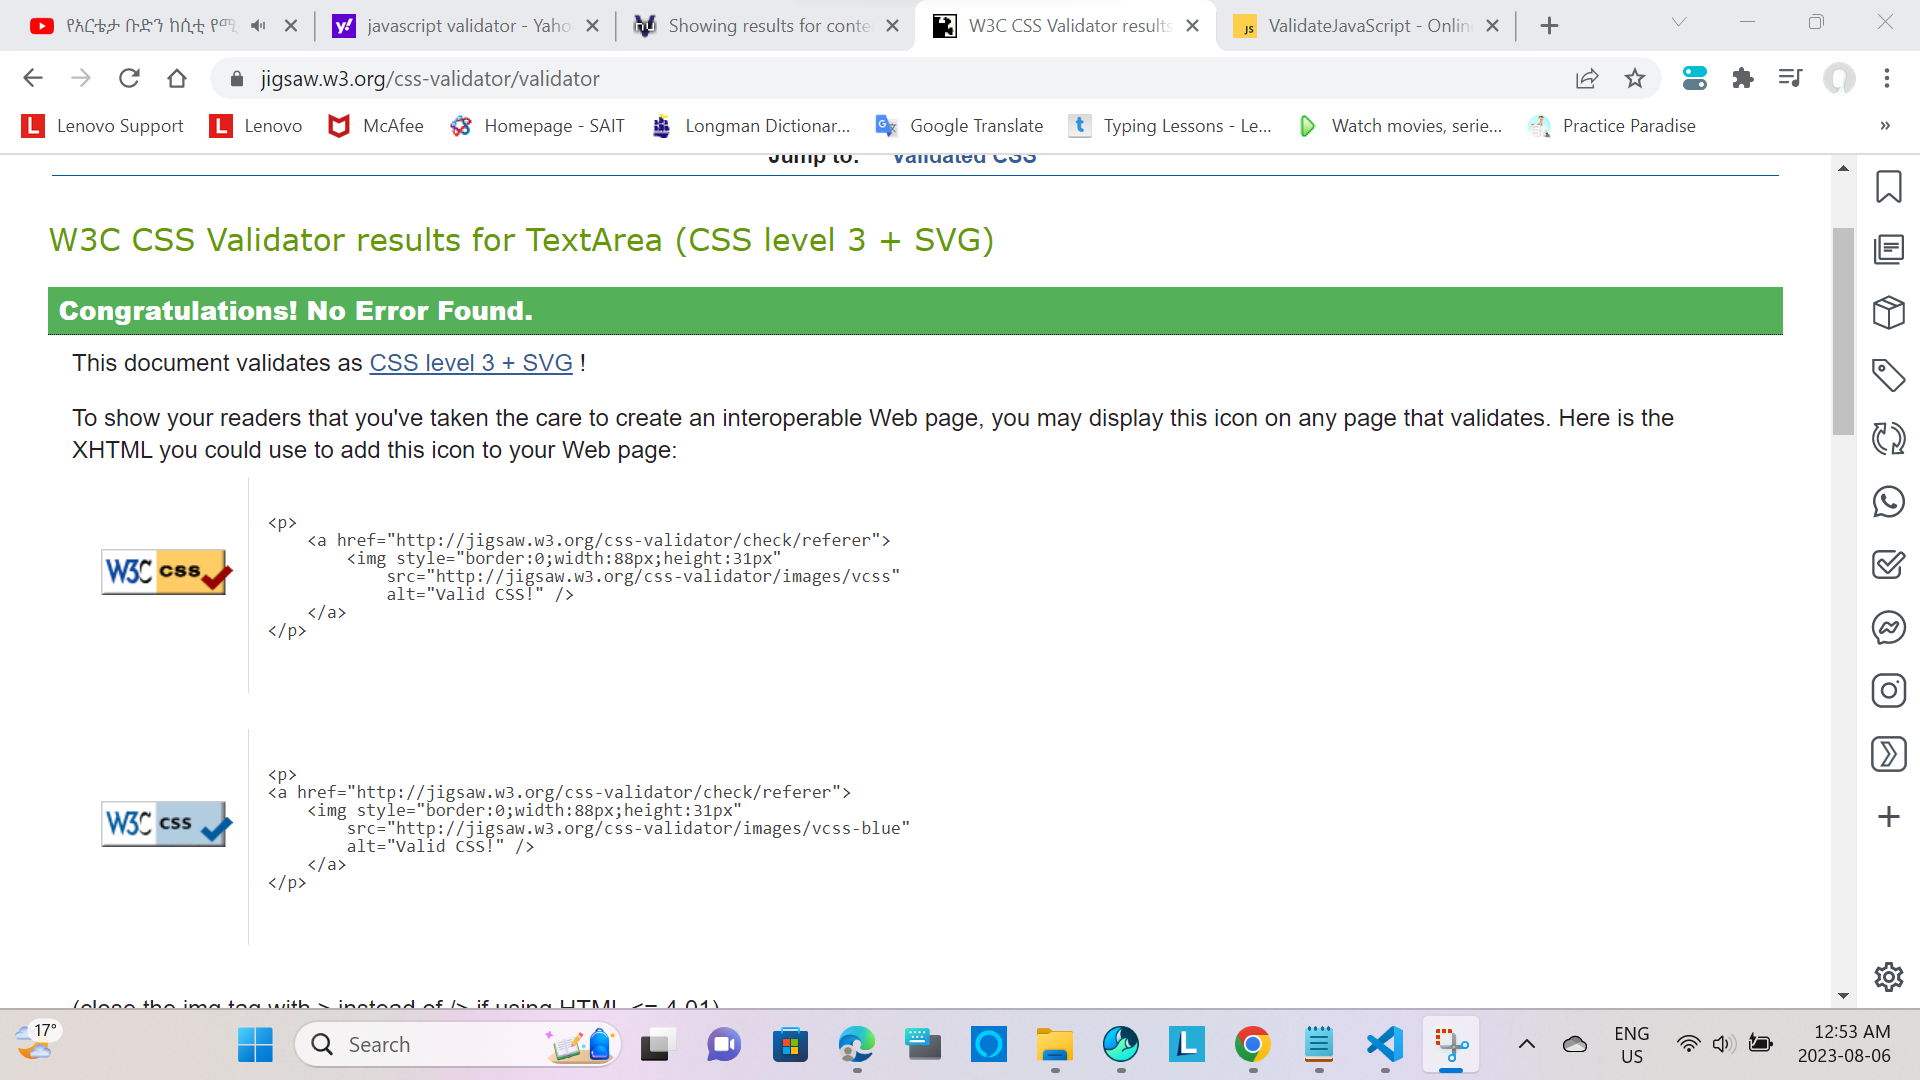 የአርቴታ ቡድን ከሲቲ የሚ
javascript validator - Yaho
Showing results for conte
W3C CSS Validator results
ValidateJavaScript - Onlin
jigsaw.w3.org/css-validator/validator
Lenovo Support
Lenovo
McAfee
Homepage - SAIT
Longman Dictionar...
Google Translate
Typing Lessons - Le...
Watch movies, serie...
Practice Paradise
»
Jump to: Validated CSS
W3C CSS Validator results for TextArea (CSS level 3 + SVG)
Congratulations! No Error Found.
This document validates as CSS level 3 + SVG !
To show your readers that you've taken the care to create an interoperable Web page, you may display this icon on any page that validates. Here is the
XHTML you could use to add this icon to your Web page:
W3C css
<p>
<a href="http://jigsaw.w3.org/css-validator/check/referer">
<img style="border:0;width:88px;height:31px"
src="http://jigsaw.w3.org/css-validator/images/vcss"
alt="Valid CSS!" />
</a>
</p>
W3C css
<p>
<a href="http://jigsaw.w3.org/css-validator/check/referer">
<img style="border:0;width:88px;height:31px"
src="http://jigsaw.w3.org/css-validator/images/vcss-blue"
alt="Valid CSS!" />
</a>
</p>
(close the img tag with > instead of /> if using HTML <= 4.01)
17°
Search
ENG
US
12:53 AM
2023-08-06